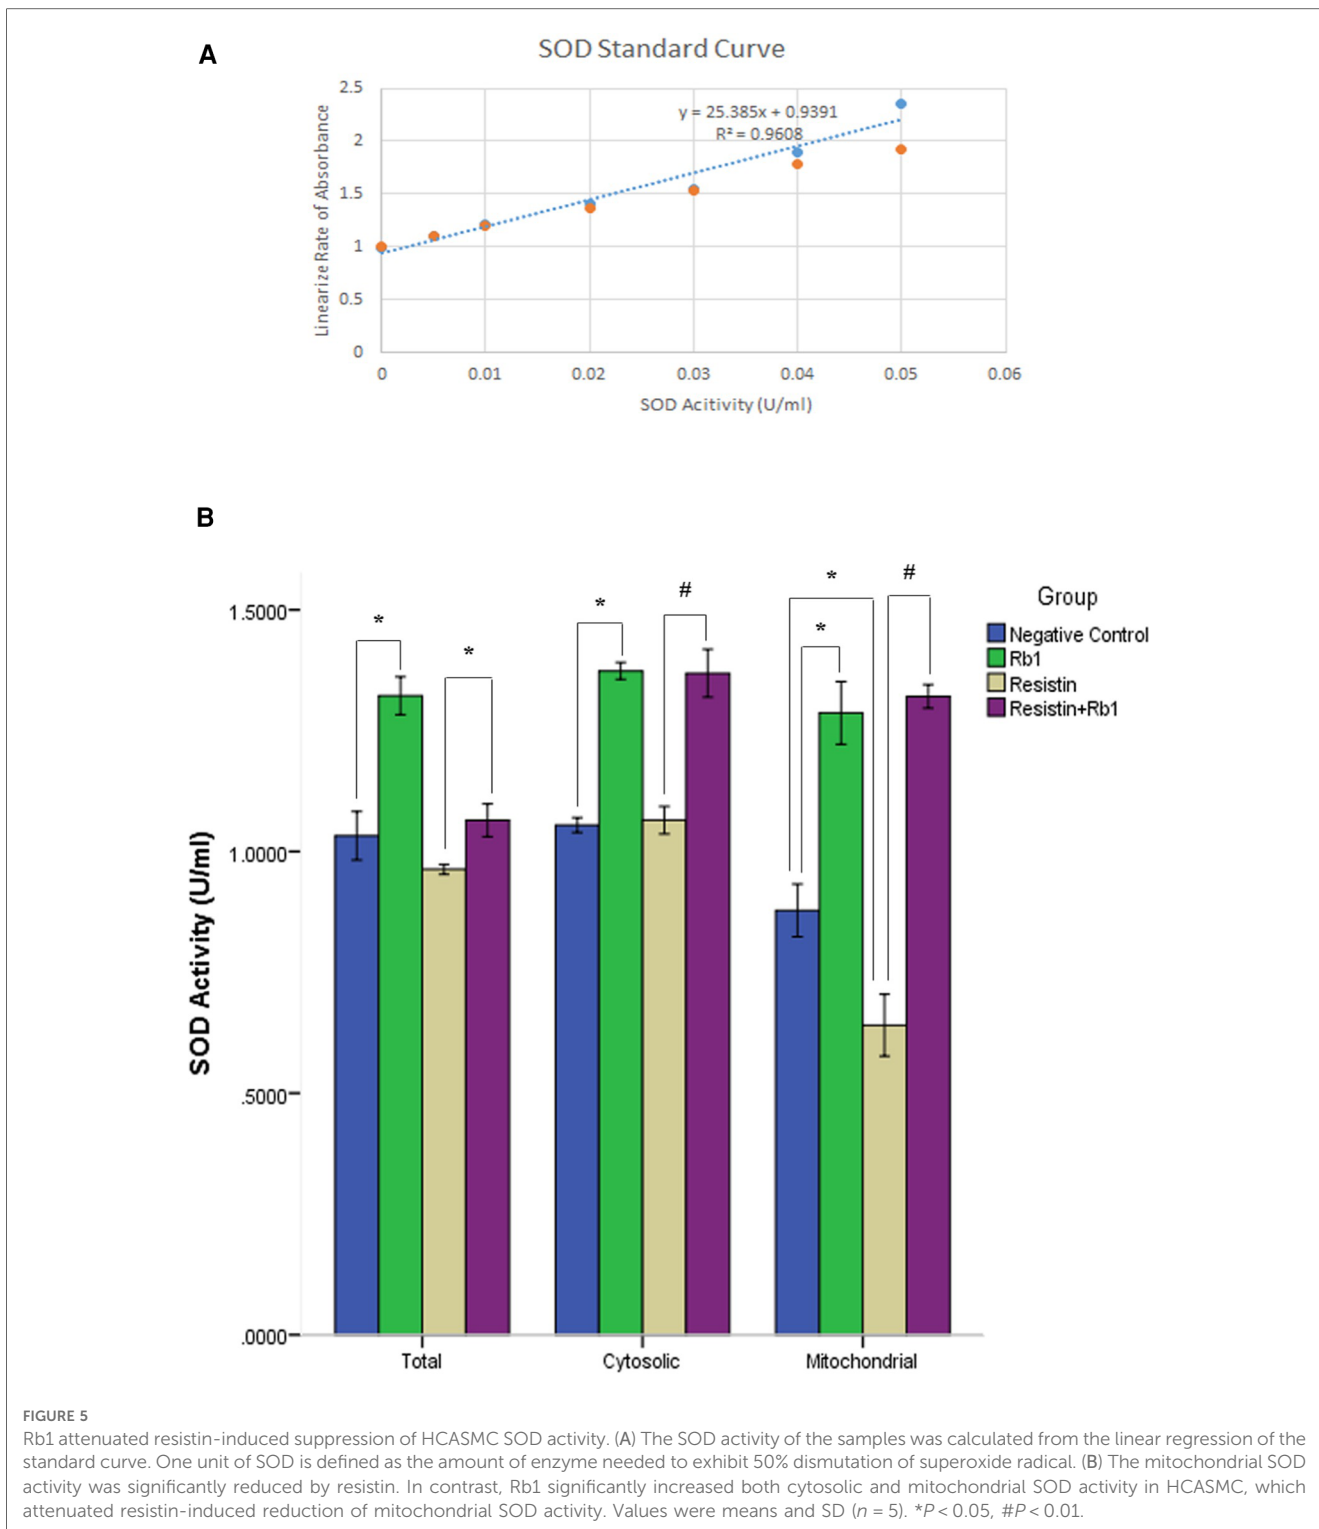 A
SOD Standard Curve
2.5
2
1.5
1
0.5
0
Linearize Rate of Absorbance
y = 25.385x + 0.9391
R² = 0.9608
0 0.01 0.02 0.03 0.04 0.05 0.06
SOD Acitivity (U/ml)
B
SOD Activity (U/ml)
1.5000
1.0000
.5000
.0000
* * * # * * #
Group
Negative Control
Rb1
Resistin
Resistin+Rb1
Total Cytosolic Mitochondrial
FIGURE 5
Rb1 attenuated resistin-induced suppression of HCASMC SOD activity. (A) The SOD activity of the samples was calculated from the linear regression of the
standard curve. One unit of SOD is defined as the amount of enzyme needed to exhibit 50% dismutation of superoxide radical. (B) The mitochondrial SOD
activity was significantly reduced by resistin. In contrast, Rb1 significantly increased both cytosolic and mitochondrial SOD activity in HCASMC, which
attenuated resistin-induced reduction of mitochondrial SOD activity. Values were means and SD (n = 5). *P < 0.05, #P < 0.01.